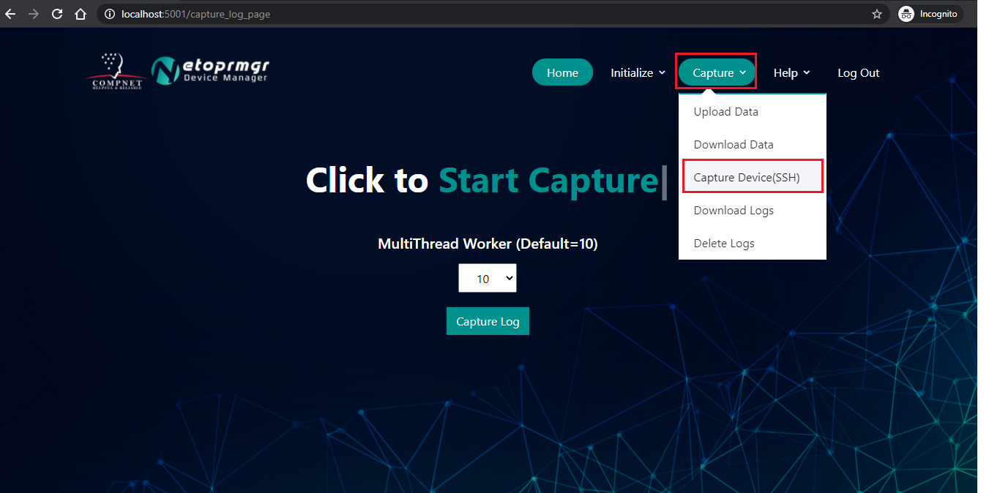 localhost:5001/capture_log_page
Incognito
COMPNET
HELPFUL & RELIABLE
etoprmgr
Device Manager
Home
Initialize
Capture
Help
Log Out
Upload Data
Download Data
Capture Device(SSH)
Download Logs
Delete Logs
Click to Start Capture|
MultiThread Worker (Default=10)
10
Capture Log